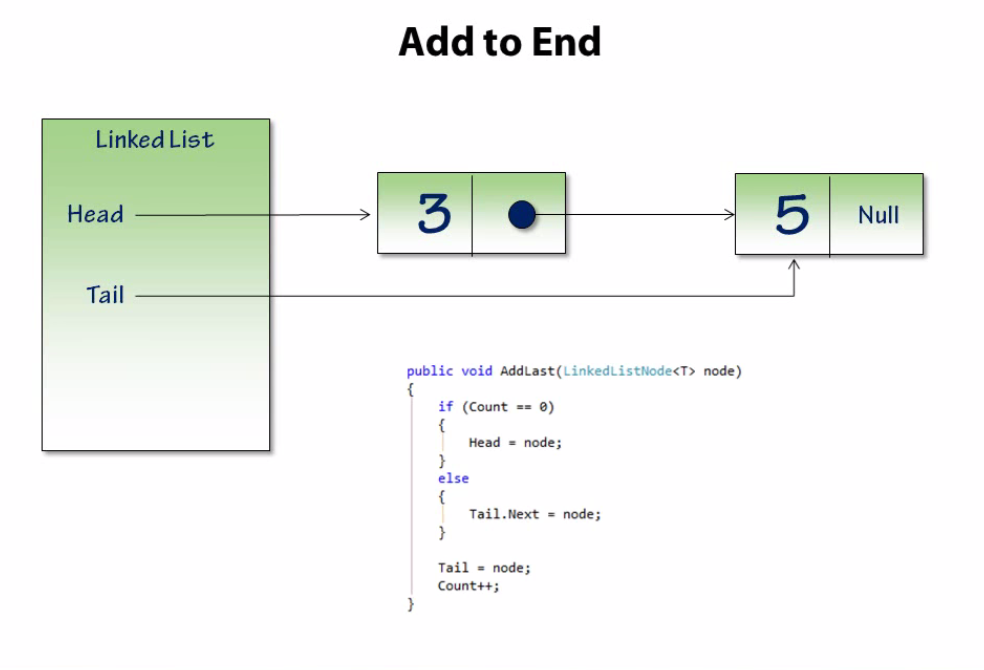 Add to End
Linked List
Head
3
5
Null
Tail
public void AddLast(LinkedListNode<T> node)
{
    if (Count == 0)
    {
        Head = node;
    }
    else
    {
        Tail.Next = node;
    }

    Tail = node;
    Count++;
}